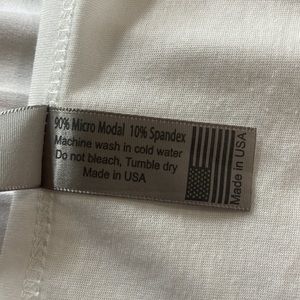 90% Micro Modal 10% Spandex
Machine wash in cold water
Do not bleach, Tumble dry
Made in USA
Made in USA